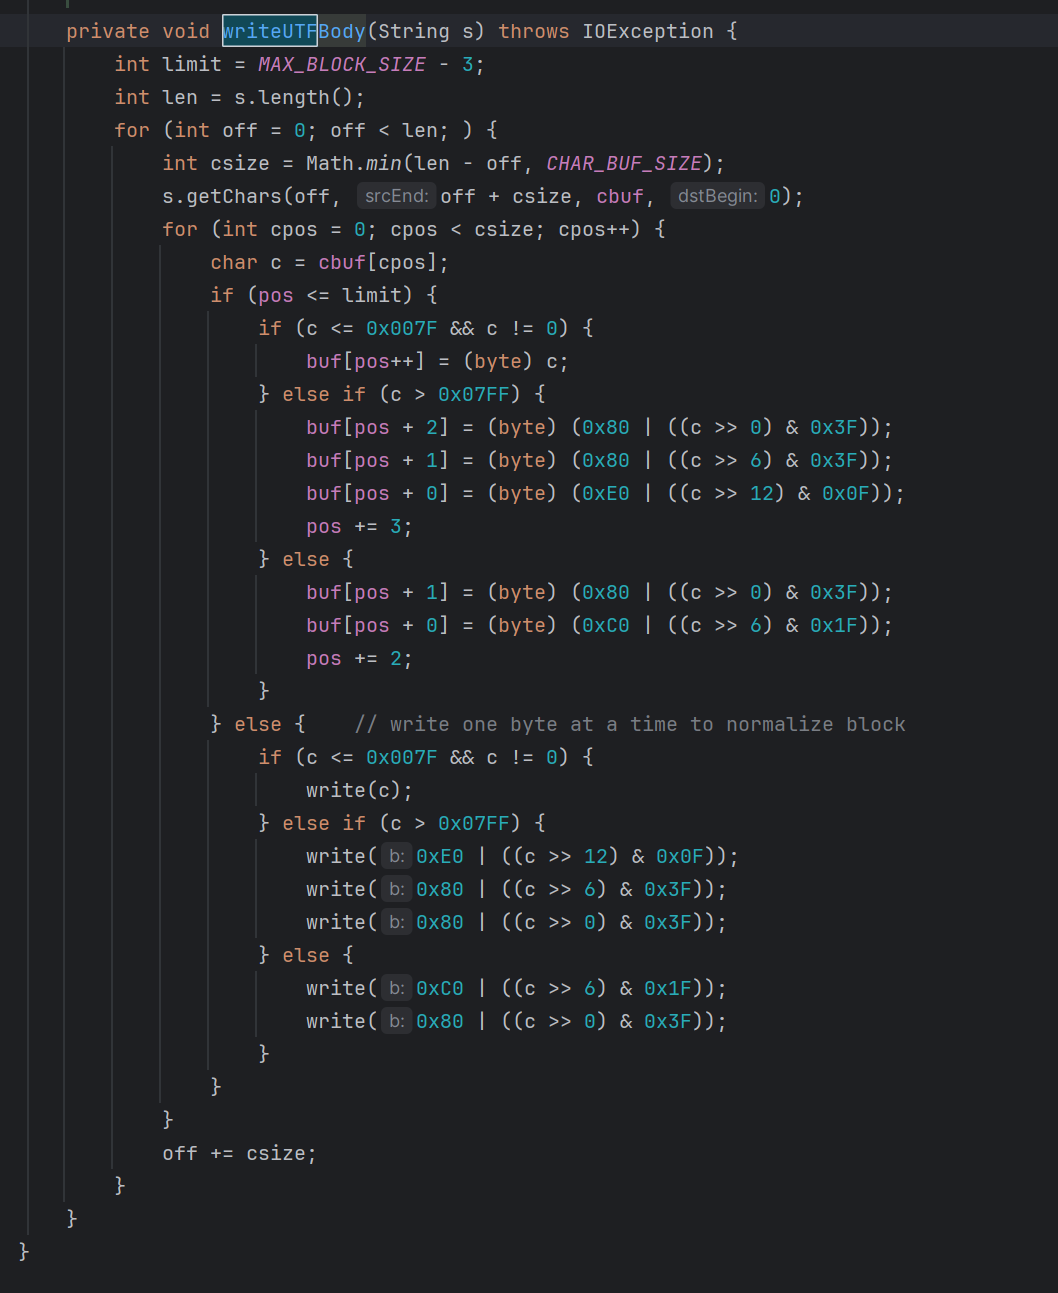 private void writeUTFBody(String s) throws IOException {
    int limit = MAX_BLOCK_SIZE - 3;
    int len = s.length();
    for (int off = 0; off < len; ) {
        int csize = Math.min(len - off, CHAR_BUF_SIZE);
        s.getChars(off, srcEnd: off + csize, cbuf, dstBegin: 0);
        for (int cpos = 0; cpos < csize; cpos++) {
            char c = cbuf[cpos];
            if (pos <= limit) {
                if (c <= 0x007F && c != 0) {
                    buf[pos++] = (byte) c;
                } else if (c > 0x07FF) {
                    buf[pos + 2] = (byte) (0x80 | ((c >> 0) & 0x3F));
                    buf[pos + 1] = (byte) (0x80 | ((c >> 6) & 0x3F));
                    buf[pos + 0] = (byte) (0xE0 | ((c >> 12) & 0x0F));
                    pos += 3;
                } else {
                    buf[pos + 1] = (byte) (0x80 | ((c >> 0) & 0x3F));
                    buf[pos + 0] = (byte) (0xC0 | ((c >> 6) & 0x1F));
                    pos += 2;
                }
            } else {    // write one byte at a time to normalize block
                if (c <= 0x007F && c != 0) {
                    write(c);
                } else if (c > 0x07FF) {
                    write( b: 0xE0 | ((c >> 12) & 0x0F));
                    write( b: 0x80 | ((c >> 6) & 0x3F));
                    write( b: 0x80 | ((c >> 0) & 0x3F));
                } else {
                    write( b: 0xC0 | ((c >> 6) & 0x1F));
                    write( b: 0x80 | ((c >> 0) & 0x3F));
                }
            }
        }
        off += csize;
    }
}
}